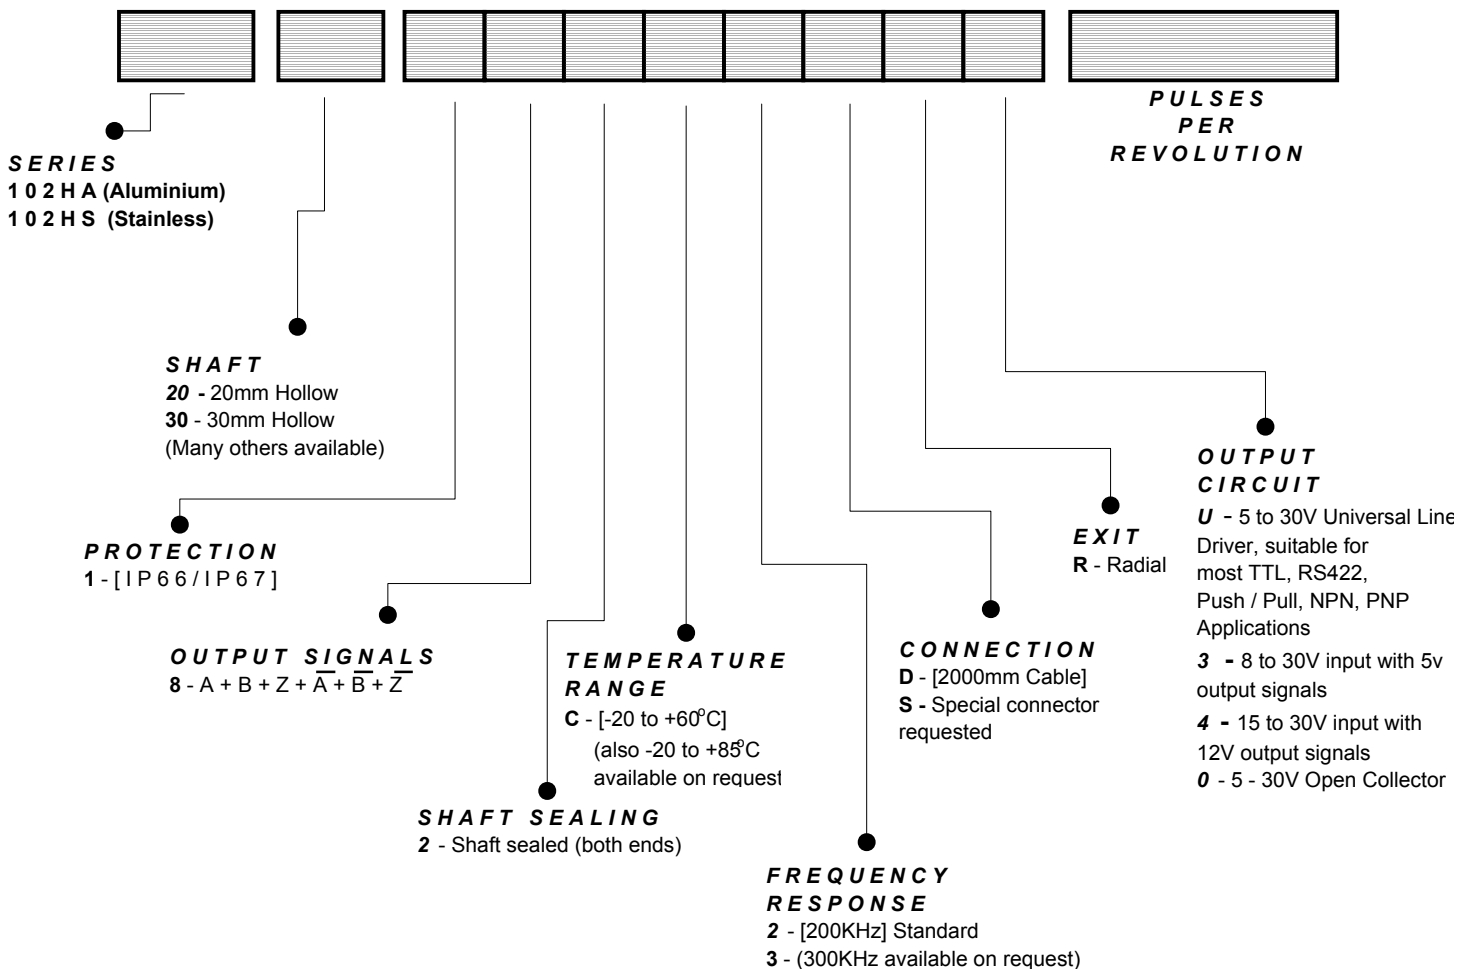 PULSES
PER
REVOLUTION
SERIES
102HA (Aluminium)
102HS (Stainless)
SHAFT
20 - 20mm Hollow
30 - 30mm Hollow
(Many others available)
PROTECTION
1 - [IP66/IP67]
OUTPUT SIGNALS
8 - A + B + Z + A̅ + B̅ + Z̅
SHAFT SEALING
2 - Shaft sealed (both ends)
TEMPERATURE
RANGE
C - [-20 to +60°C]
(also -20 to +85°C
available on request
FREQUENCY
RESPONSE
2 - [200KHz] Standard
3 - (300KHz available on request)
CONNECTION
D - [2000mm Cable]
S - Special connector
requested
EXIT
R - Radial
OUTPUT
CIRCUIT
U - 5 to 30V Universal Line
Driver, suitable for
most TTL, RS422,
Push / Pull, NPN, PNP
Applications
3 - 8 to 30V input with 5v
output signals
4 - 15 to 30V input with
12V output signals
0 - 5 - 30V Open Collector